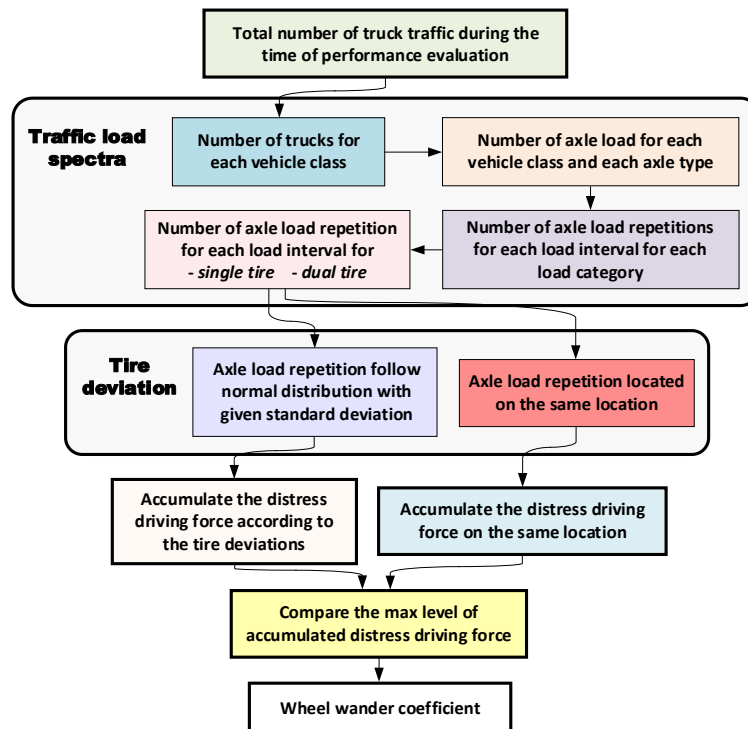 Total number of truck traffic during the
time of performance evaluation
Traffic load
spectra
Number of trucks for
each vehicle class
Number of axle load for each
vehicle class and each axle type
Number of axle load repetition
for each load interval for
- single tire - dual tire
Number of axle load repetitions
for each load interval for each
load category
Tire
deviation
Axle load repetition follow
normal distribution with
given standard deviation
Axle load repetition located
on the same location
Accumulate the distress
driving force according to
the tire deviations
Accumulate the distress driving
force on the same location
Compare the max level of
accumulated distress driving force
Wheel wander coefficient